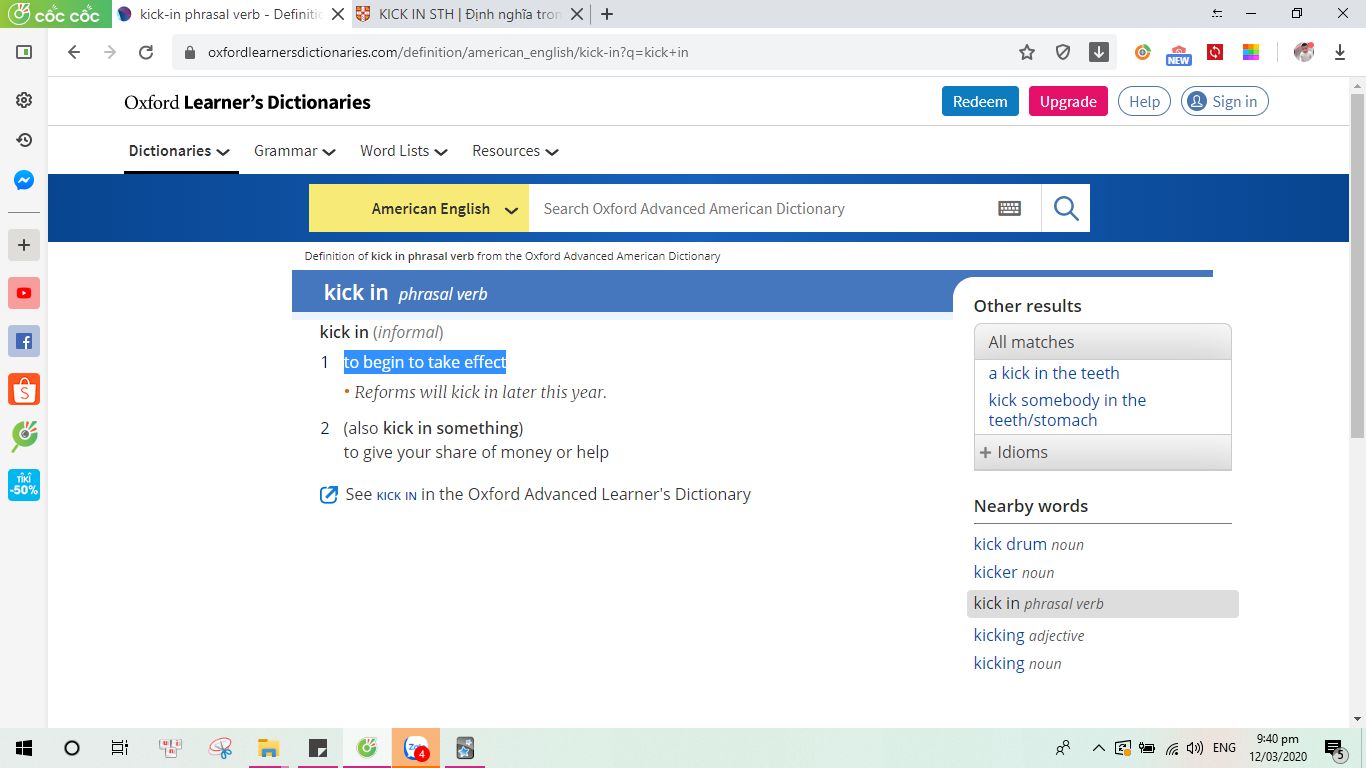 cốc cốc
kick-in phrasal verb - Definitio
KICK IN STH | Định nghĩa tron
oxfordlearnersdictionaries.com/definition/american_english/kick-in?q=kick+in
NEW
Oxford Learner's Dictionaries
Redeem
Upgrade
Help
Sign in
Dictionaries
Grammar
Word Lists
Resources
American English
Search Oxford Advanced American Dictionary
Definition of kick in phrasal verb from the Oxford Advanced American Dictionary
kick in phrasal verb
kick in (informal)
1 to begin to take effect
• Reforms will kick in later this year.
2 (also kick in something)
to give your share of money or help
See KICK IN in the Oxford Advanced Learner's Dictionary
Other results
All matches
a kick in the teeth
kick somebody in the
teeth/stomach
+ Idioms
Nearby words
kick drum noun
kicker noun
kick in phrasal verb
kicking adjective
kicking noun
TIKI
-50%
4
ENG
9:40 pm
12/03/2020
5